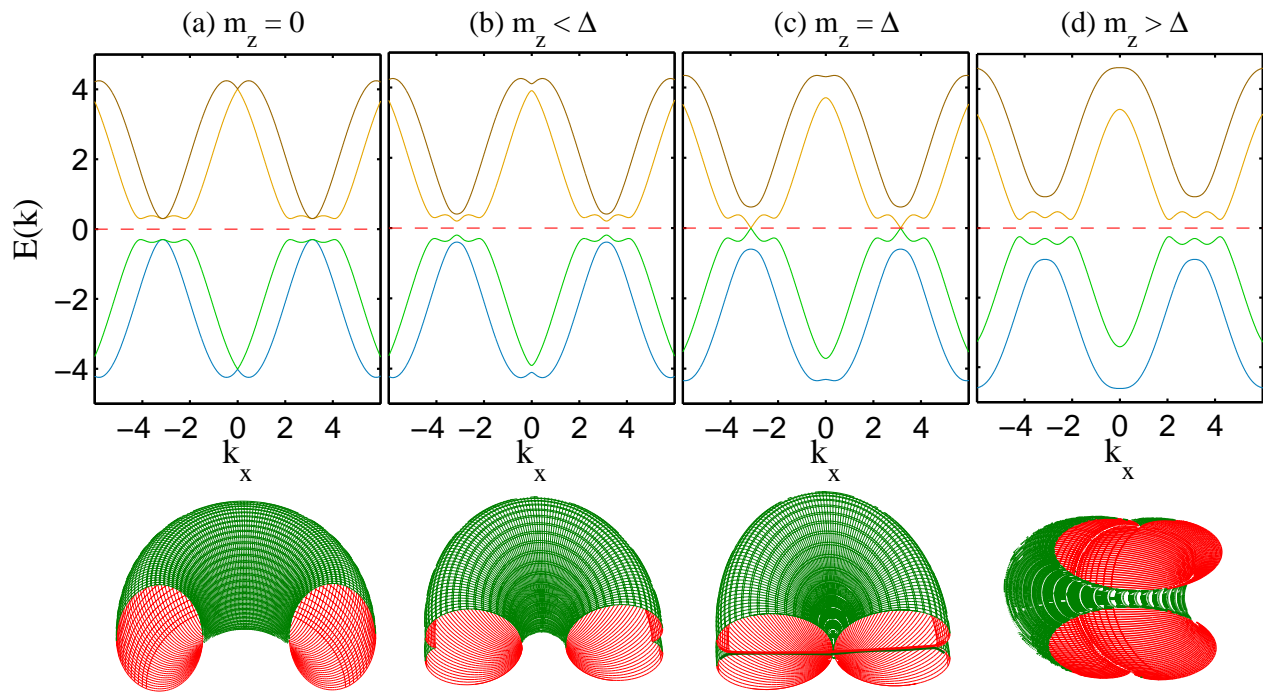 (a) m_z = 0
(b) m_z < Δ
(c) m_z = Δ
(d) m_z > Δ
E(k)
4
2
0
−2
−4
−4 −2 0 2 4
−4 −2 0 2 4
−4 −2 0 2 4
−4 −2 0 2 4
k_x
k_x
k_x
k_x